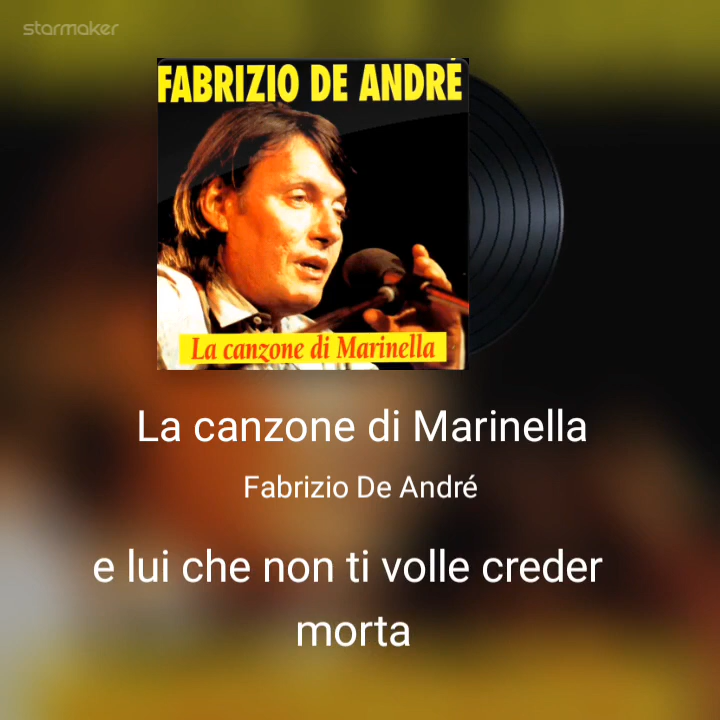 starmaker
FABRIZIO DE ANDRÉ
La canzone di Marinella
La canzone di Marinella
Fabrizio De André
e lui che non ti volle creder
morta